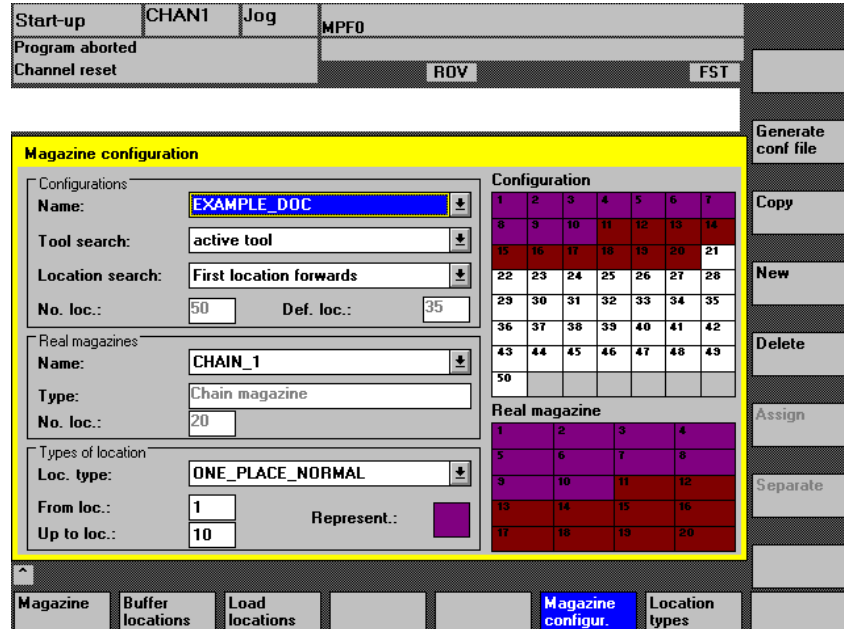 Start-up CHAN1 Jog MPF0
Program aborted
Channel reset ROV FST
Generate
conf file
Copy
New
Delete
Assign
Separate
Magazine configuration
Configurations
Name: EXAMPLE_DOC
Tool search: active tool
Location search: First location forwards
No. loc.: 50 Def. loc.: 35
Real magazines
Name: CHAIN_1
Type: Chain magazine
No. loc.: 20
Types of location
Loc. type: ONE_PLACE_NORMAL
From loc.: 1
Up to loc.: 10
Represent.:
Configuration
1 2 3 4 5 6 7
8 9 10 11 12 13 14
15 16 17 18 19 20 21
22 23 24 25 26 27 28
29 30 31 32 33 34 35
36 37 38 39 40 41 42
43 44 45 46 47 48 49
50
Real magazine
1 2 3 4
5 6 7 8
9 10 11 12
13 14 15 16
17 18 19 20
^
Magazine
Buffer
locations
Load
locations
Magazine
configur.
Location
types